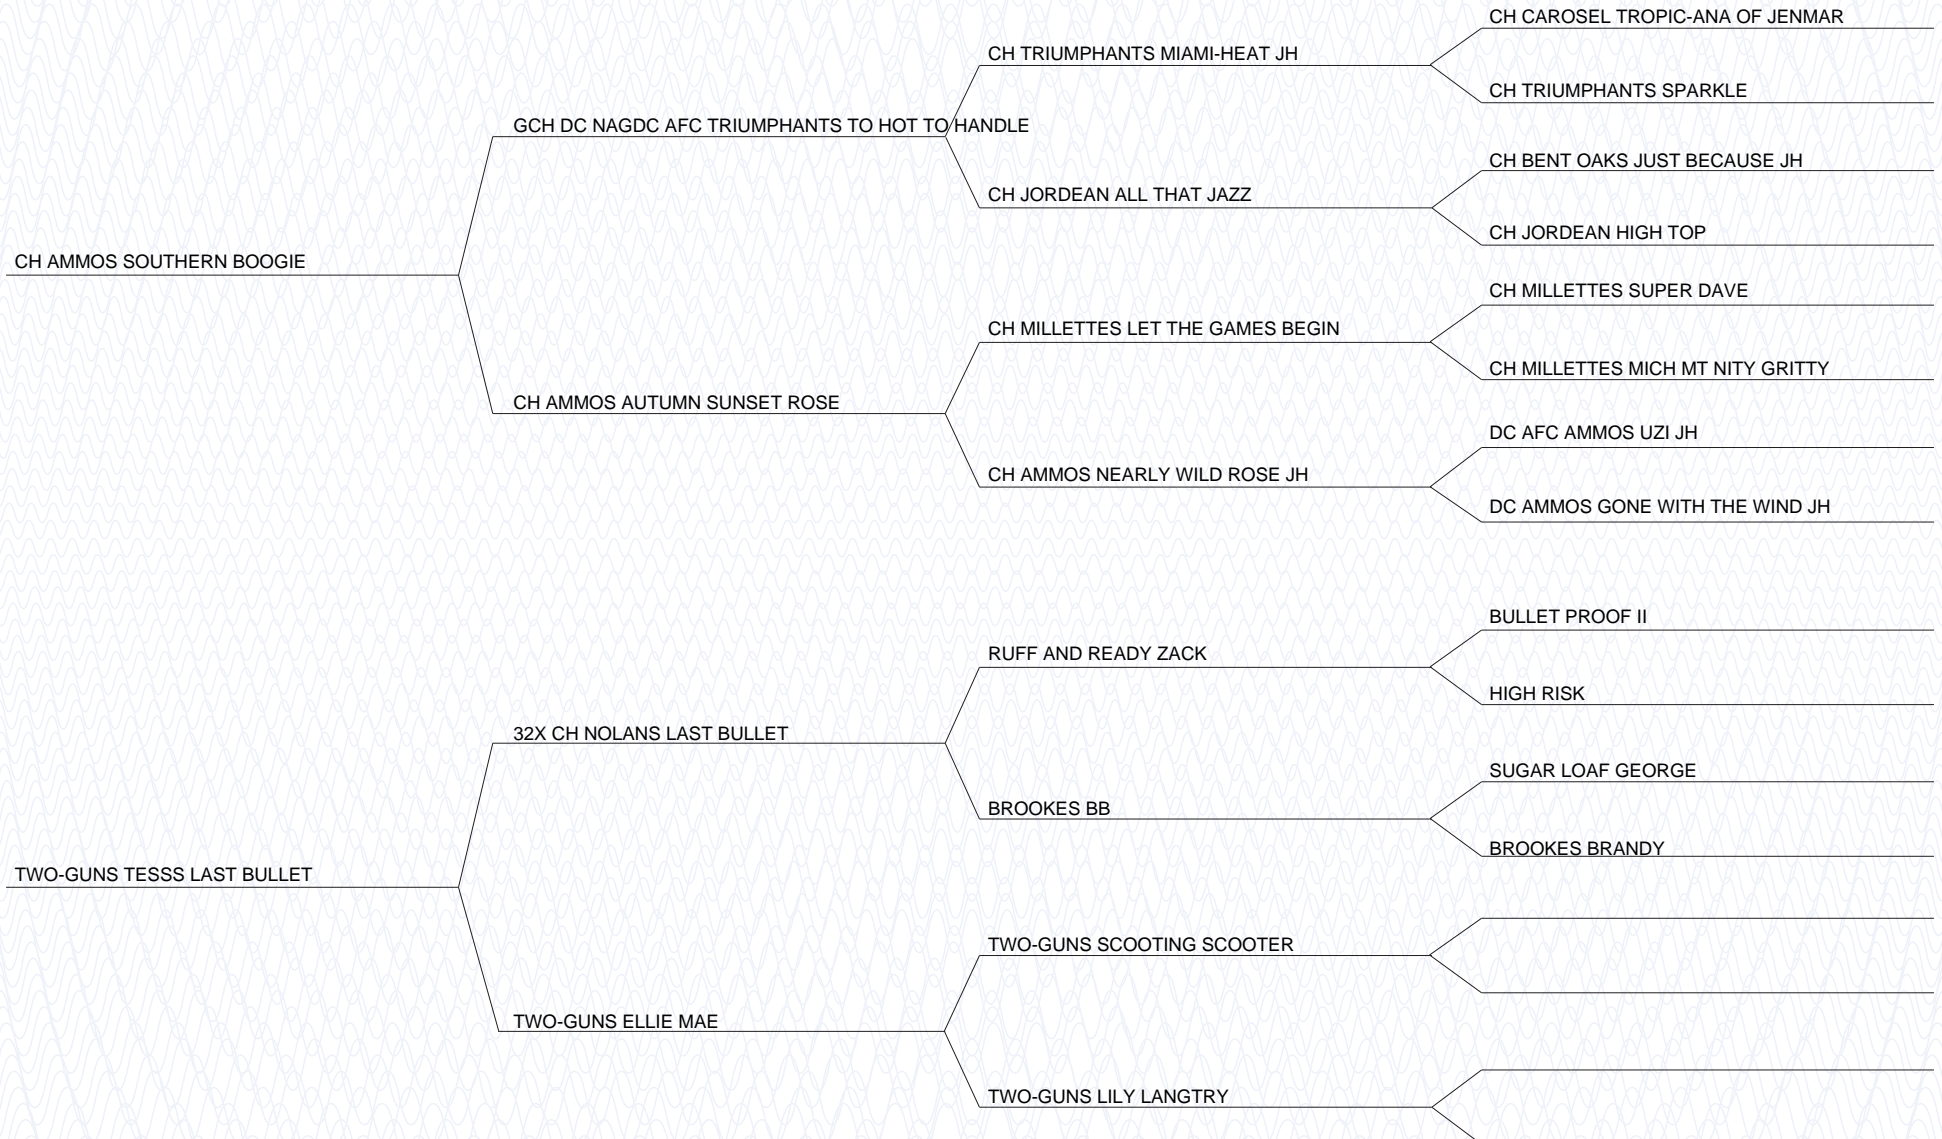 CH CAROSEL TROPIC-ANA OF JENMAR
CH TRIUMPHANTS MIAMI-HEAT JH
CH TRIUMPHANTS SPARKLE
GCH DC NAGDC AFC TRIUMPHANTS TO HOT TO HANDLE
CH BENT OAKS JUST BECAUSE JH
CH JORDEAN ALL THAT JAZZ
CH JORDEAN HIGH TOP
CH AMMOS SOUTHERN BOOGIE
CH MILLETTES SUPER DAVE
CH MILLETTES LET THE GAMES BEGIN
CH MILLETTES MICH MT NITY GRITTY
CH AMMOS AUTUMN SUNSET ROSE
DC AFC AMMOS UZI JH
CH AMMOS NEARLY WILD ROSE JH
DC AMMOS GONE WITH THE WIND JH
BULLET PROOF II
RUFF AND READY ZACK
HIGH RISK
32X CH NOLANS LAST BULLET
SUGAR LOAF GEORGE
BROOKES BB
BROOKES BRANDY
TWO-GUNS TESSS LAST BULLET
TWO-GUNS SCOOTING SCOOTER
TWO-GUNS ELLIE MAE
TWO-GUNS LILY LANGTRY